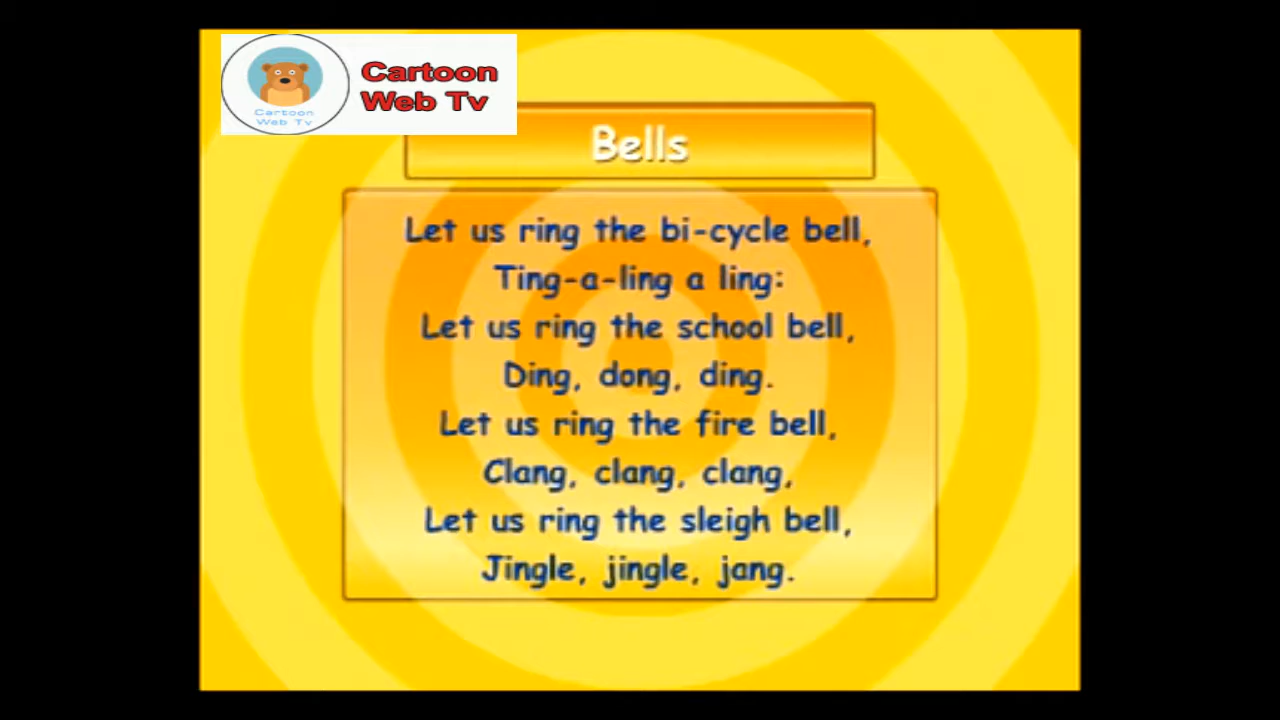 Cartoon
Web Tv
Cartoon
Web Tv
Bells
Let us ring the bi-cycle bell,
Ting-a-ling a ling:
Let us ring the school bell,
Ding, dong, ding.
Let us ring the fire bell,
Clang, clang, clang,
Let us ring the sleigh bell,
Jingle, jingle, jang.